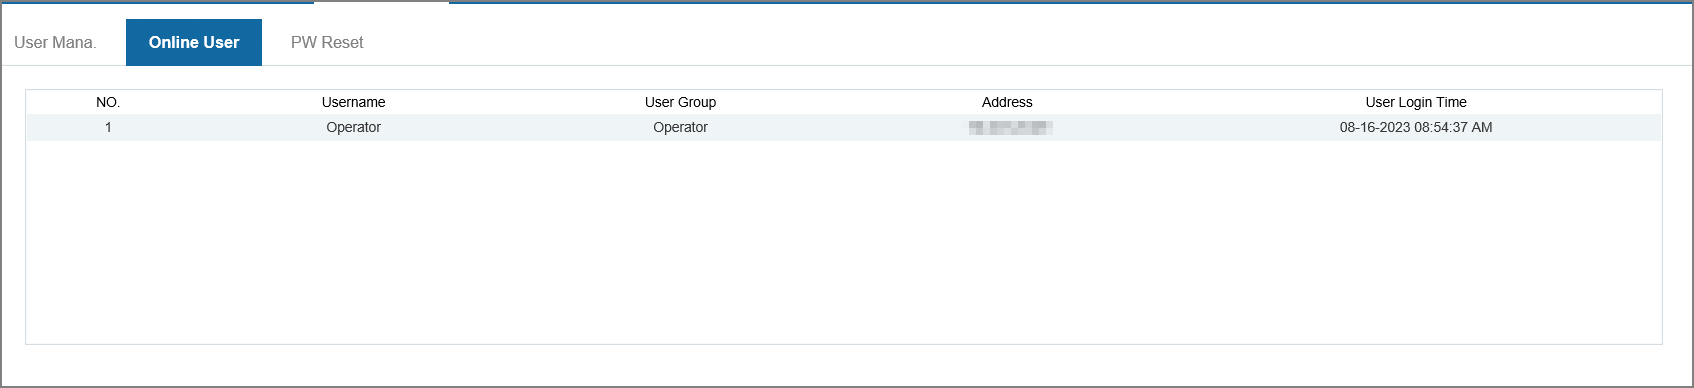 User Mana. Online User PW Reset
NO. Username User Group Address User Login Time
1 Operator Operator 08-16-2023 08:54:37 AM